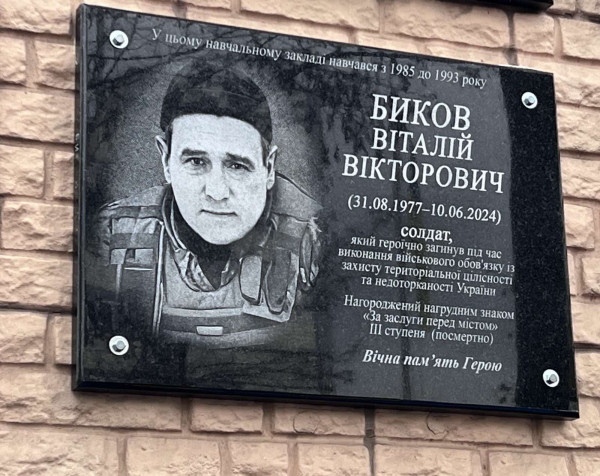 У цьому навчальному закладі навчався з 1985 до 1993 року
БИКОВ
ВІТАЛІЙ
ВІКТОРОВИЧ
(31.08.1977–10.06.2024)
солдат,
який героїчно загинув під час
виконання військового обов'язку із
захисту територіальної цілісності
та недоторканості України
Нагороджений нагрудним знаком
«За заслуги перед містом»
ІІІ ступеня (посмертно)
Вічна пам'ять Герою